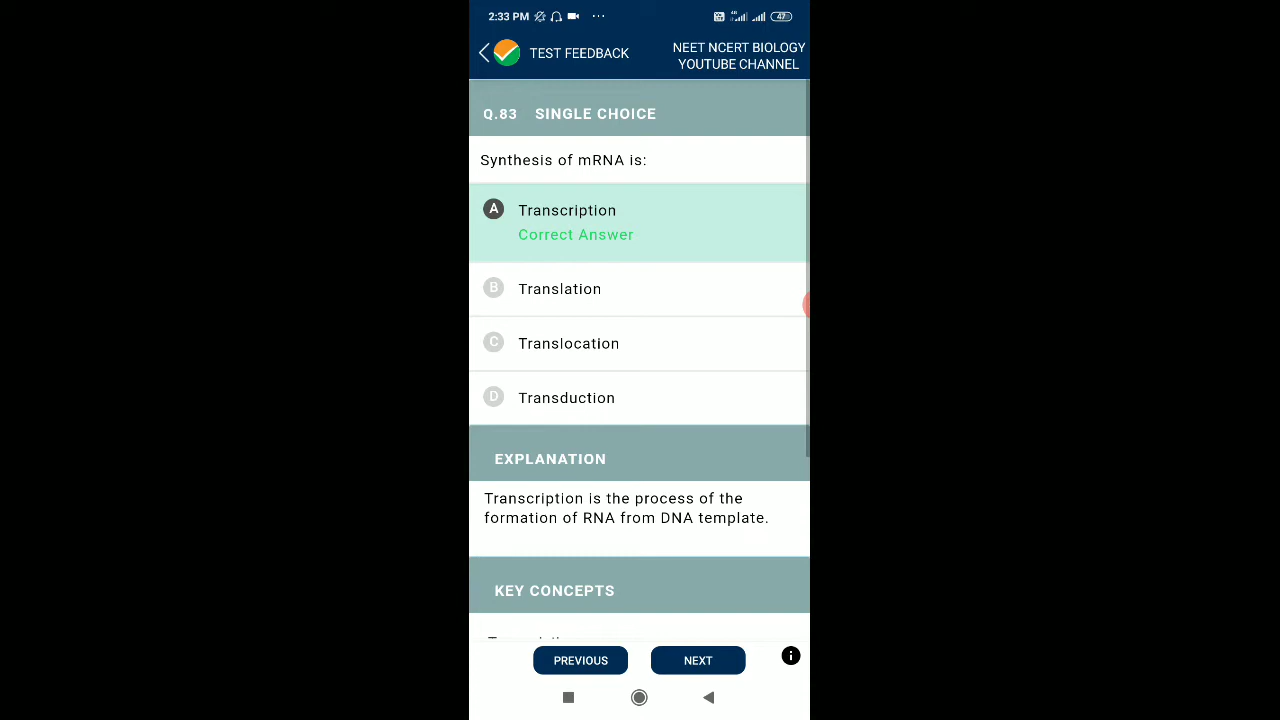 2:33 PM ... 4G 47
TEST FEEDBACK
NEET NCERT BIOLOGY
YOUTUBE CHANNEL
Q.83 SINGLE CHOICE
Synthesis of mRNA is:
A Transcription
Correct Answer
B Translation
C Translocation
D Transduction
EXPLANATION
Transcription is the process of the
formation of RNA from DNA template.
KEY CONCEPTS
PREVIOUS NEXT